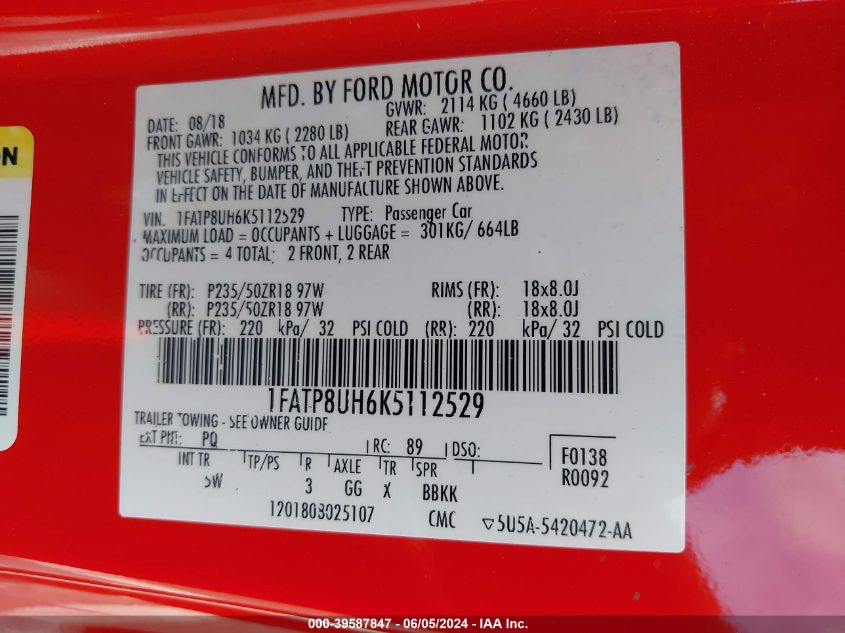 MFD. BY FORD MOTOR CO.
DATE: 08/18 GVWR: 2114 KG ( 4660 LB)
FRONT GAWR: 1034 KG ( 2280 LB) REAR GAWR: 1102 KG ( 2430 LB)
THIS VEHICLE CONFORMS TO ALL APPLICABLE FEDERAL MOTOR
VEHICLE SAFETY, BUMPER, AND THEFT PREVENTION STANDARDS
IN EFFECT ON THE DATE OF MANUFACTURE SHOWN ABOVE.
VIN. 1FATP8UH6K5112529 TYPE: Passenger Car
MAXIMUM LOAD = OCCUPANTS + LUGGAGE = 301KG/ 664LB
OCCUPANTS = 4 TOTAL: 2 FRONT, 2 REAR
TIRE (FR): P235/50ZR18 97W RIMS (FR): 18x8.0J
(RR): P235/50ZR18 97W (RR): 18x8.0J
PRESSURE (FR): 220 kPa/ 32 PSI COLD (RR): 220 kPa/ 32 PSI COLD
1FATP8UH6K5112529
TRAILER TOWING - SEE OWNER GUIDE
EXT PNT: PQ RC: 89 DSO: F0138
INT TR TP/PS R AXLE TR SPR R0092
5W 3 GG X BBKK
1201808025107 CMC ▽5U5A-5420472-AA
ON
000-39587847 - 06/05/2024 - IAA Inc.